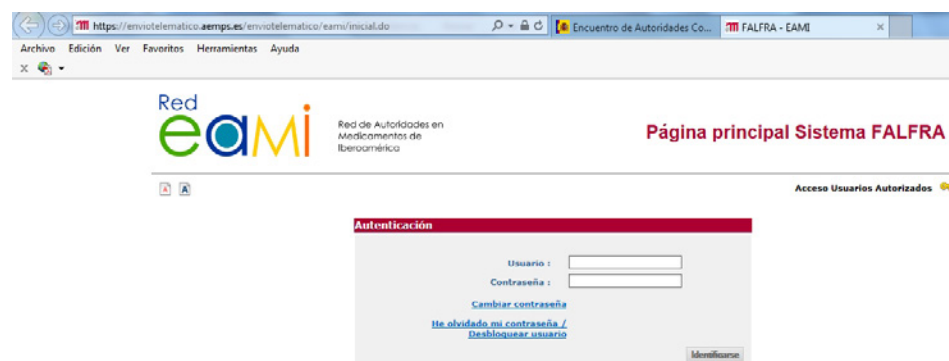 https://enviotelematico.aemps.es/enviotelematico/eami/inicial.do
Encuentro de Autoridades Co...
FALFRA - EAMI
Archivo Edición Ver Favoritos Herramientas Ayuda
Red
eami
Red de Autoridades en
Medicamentos de
Iberoamérica
Página principal Sistema FALFRA
Acceso Usuarios Autorizados
Autenticación
Usuario :
Contraseña :
Cambiar contraseña
He olvidado mi contraseña /
Desbloquear usuario
Identificarse